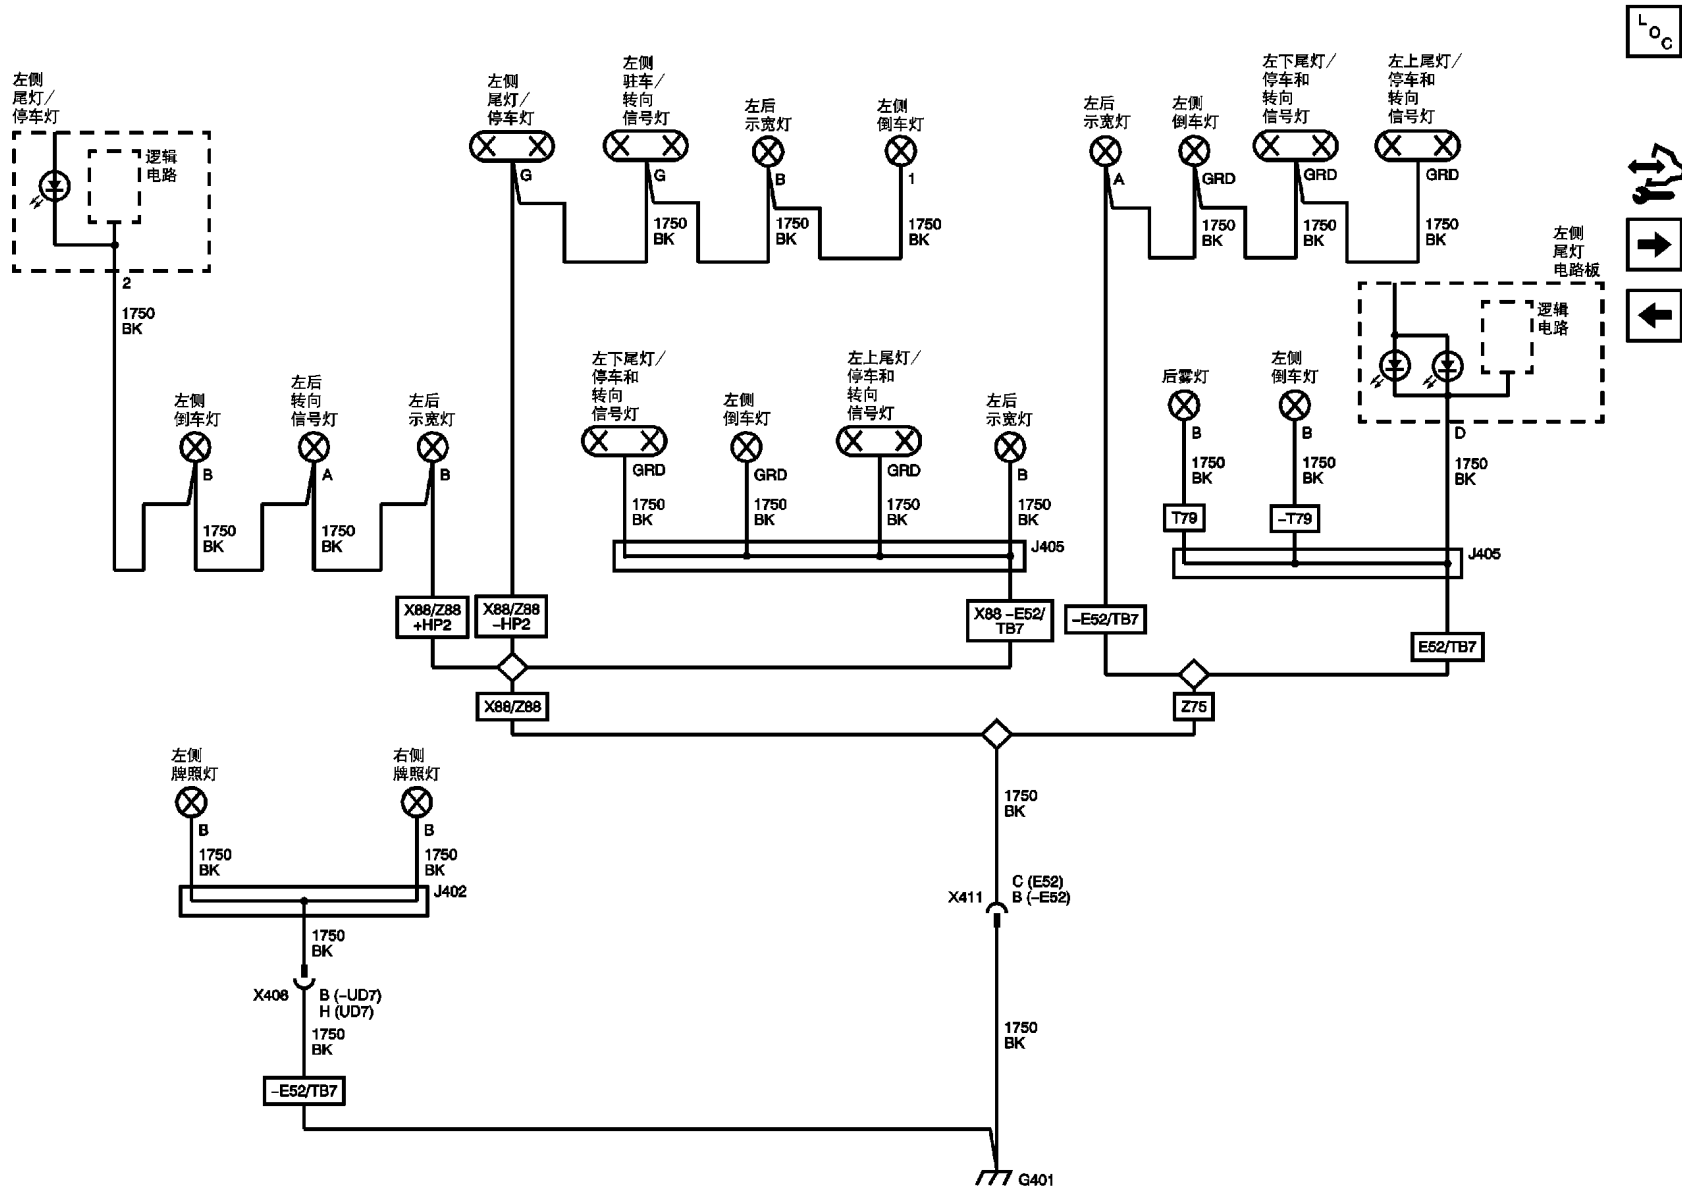 L
O
C
左侧
尾灯/
停车灯
逻辑
电路
2
1750
BK
左侧
倒车灯
B
1750
BK
左后
转向
信号灯
A
1750
BK
左后
示宽灯
B
X88/Z88
+HP2
左侧
尾灯/
停车灯
G
左侧
驻车/
转向
信号灯
G
1750
BK
左后
示宽灯
B
1750
BK
左侧
倒车灯
1
1750
BK
X88/Z88
-HP2
左下尾灯/
停车和
转向
信号灯
GRD
1750
BK
左侧
倒车灯
GRD
1750
BK
左上尾灯/
停车和
转向
信号灯
GRD
1750
BK
左后
示宽灯
B
1750
BK
J405
X88 -E52/
TB7
X88/Z88
左后
示宽灯
A
左侧
倒车灯
GRD
1750
BK
左下尾灯/
停车和
转向
信号灯
GRD
1750
BK
左上尾灯/
停车和
转向
信号灯
GRD
1750
BK
-E52/TB7
后雾灯
B
1750
BK
T79
左侧
倒车灯
B
1750
BK
-T79
左侧
尾灯
电路板
逻辑
电路
D
1750
BK
J405
E52/TB7
Z75
左侧
牌照灯
B
1750
BK
右侧
牌照灯
B
1750
BK
J402
1750
BK
X408
B (-UD7)
H (UD7)
1750
BK
-E52/TB7
1750
BK
X411
C (E52)
B (-E52)
1750
BK
G401